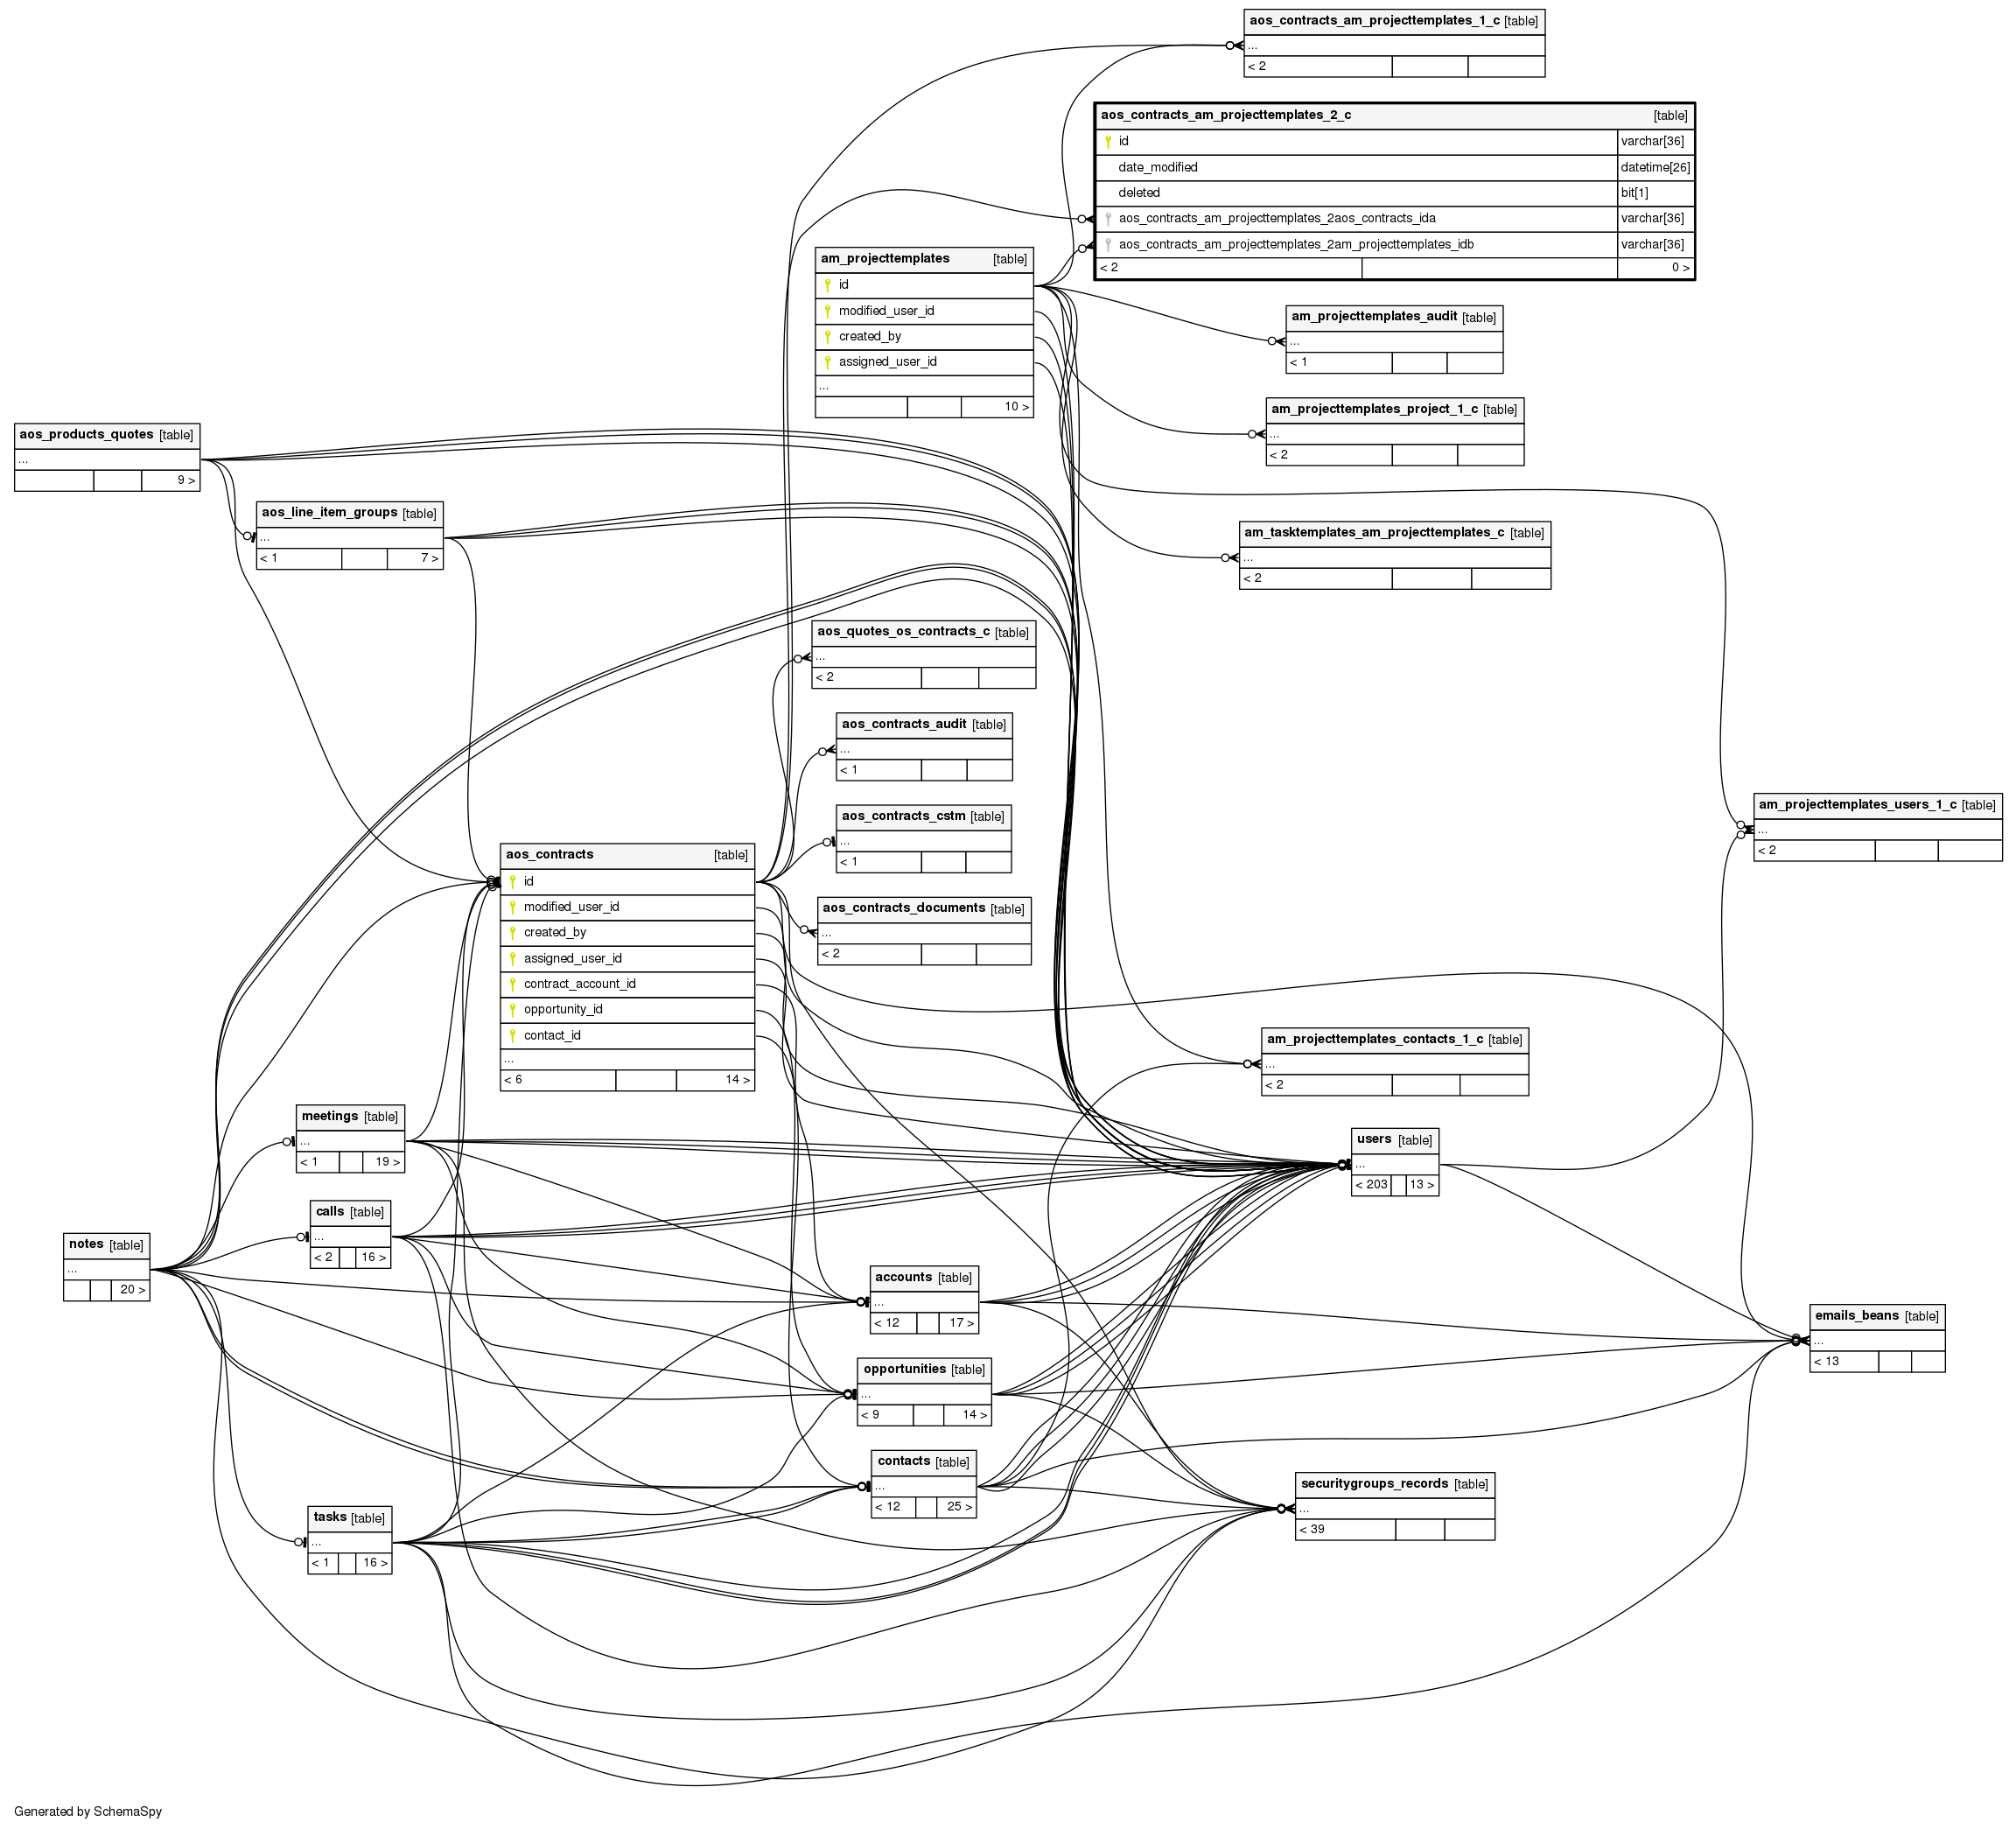 aos_contracts_am_projecttemplates_1_c [table]
...
< 2
aos_contracts_am_projecttemplates_2_c [table]
id varchar[36]
date_modified datetime[26]
deleted bit[1]
aos_contracts_am_projecttemplates_2aos_contracts_ida varchar[36]
aos_contracts_am_projecttemplates_2am_projecttemplates_idb varchar[36]
< 2 0 >
am_projecttemplates [table]
id
modified_user_id
created_by
assigned_user_id
...
10 >
am_projecttemplates_audit [table]
...
< 1
am_projecttemplates_project_1_c [table]
...
< 2
aos_products_quotes [table]
...
9 >
aos_line_item_groups [table]
...
< 1 7 >
am_tasktemplates_am_projecttemplates_c [table]
...
< 2
aos_quotes_os_contracts_c [table]
...
< 2
aos_contracts_audit [table]
...
< 1
aos_contracts_cstm [table]
...
< 1
am_projecttemplates_users_1_c [table]
...
< 2
aos_contracts [table]
id
modified_user_id
created_by
assigned_user_id
contract_account_id
opportunity_id
contact_id
...
< 6 14 >
aos_contracts_documents [table]
...
< 2
am_projecttemplates_contacts_1_c [table]
...
< 2
meetings [table]
...
< 1 19 >
users [table]
...
< 203 13 >
calls [table]
...
< 2 16 >
notes [table]
...
20 >
accounts [table]
...
< 12 17 >
emails_beans [table]
...
< 13
opportunities [table]
...
< 9 14 >
contacts [table]
...
< 12 25 >
securitygroups_records [table]
...
< 39
tasks [table]
...
< 1 16 >
Generated by SchemaSpy